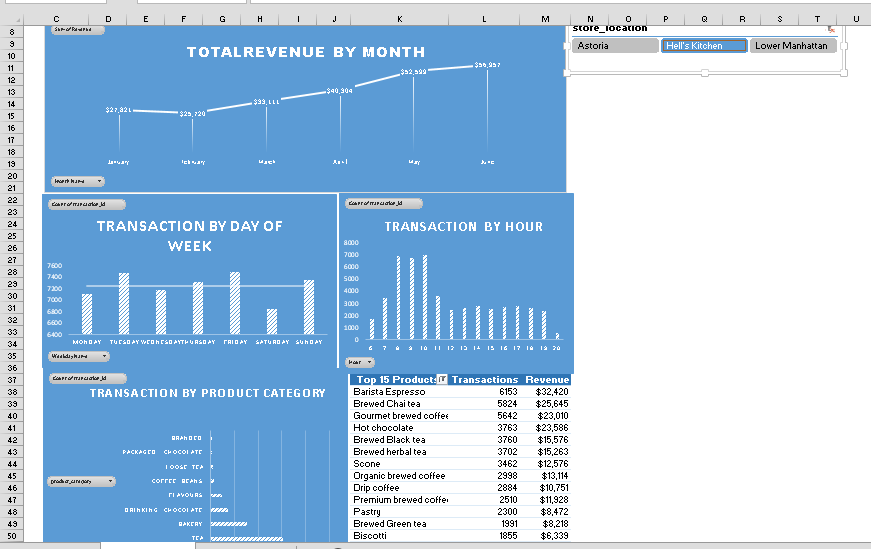 C D E F G H I J K L M N O P Q R S T U
8
9
10
11
12
13
14
15
16
17
18
19
20
21
22
23
24
25
26
27
28
29
30
31
32
33
34
35
36
37
38
39
40
41
42
43
44
45
46
47
48
49
50
Sum of Revenue
TOTALREVENUE BY MONTH
$27,821
$25,720
$33,111
$40,304
$52,599
$56,957
January February March April May June
Month Name
store_location
Astoria Hell's Kitchen Lower Manhattan
Count of transaction_id
TRANSACTION BY DAY OF
WEEK
7600
7400
7200
7000
6800
6600
6400
MONDAY TUESDAY WEDNESDAY THURSDAY FRIDAY SATURDAY SUNDAY
Weekday Name
Count of transaction_id
TRANSACTION BY HOUR
8000
7000
6000
5000
4000
3000
2000
1000
0
6 7 8 9 10 11 12 13 14 15 16 17 18 19 20
Hour
Count of transaction_id
TRANSACTION BY PRODUCT CATEGORY
BRANDED
PACKAGED CHOCOLATE
LOOSE TEA
COFFEE BEANS
FLAVOURS
DRINKING CHOCOLATE
BAKERY
TEA
product_category
Top 15 Products Transactions Revenue
Barista Espresso 6153 $32,420
Brewed Chai tea 5824 $25,645
Gourmet brewed coffee 5642 $23,010
Hot chocolate 3763 $23,586
Brewed Black tea 3760 $15,576
Brewed herbal tea 3702 $15,263
Scone 3462 $12,576
Organic brewed coffee 2998 $13,114
Drip coffee 2884 $10,751
Premium brewed coffee 2510 $11,928
Pastry 2300 $8,472
Brewed Green tea 1991 $8,218
Biscotti 1855 $6,339